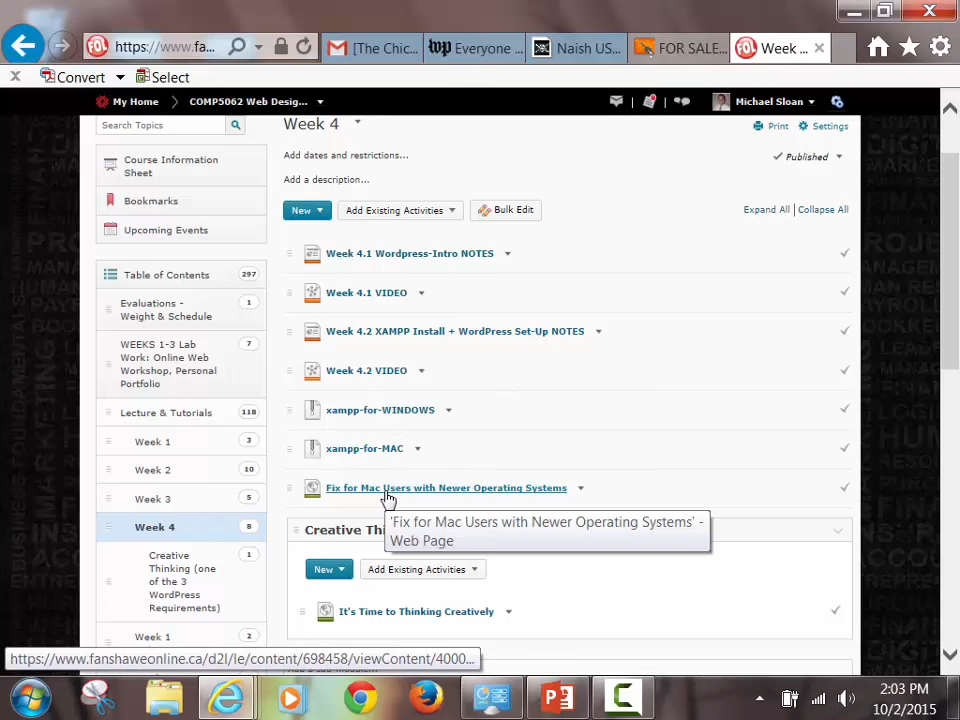 https://www.fa...
[The Chic...
Everyone ...
Naish US...
FOR SALE...
Week ...
Convert
Select
My Home
COMP5062 Web Desig...
Michael Sloan
Search Topics
Week 4
Print
Settings
Add dates and restrictions...
Published
Course Information Sheet
Add a description...
Bookmarks
New
Add Existing Activities
Bulk Edit
Expand All
Collapse All
Upcoming Events
Week 4.1 Wordpress-Intro NOTES
Table of Contents
297
Week 4.1 VIDEO
Evaluations -
Weight & Schedule
1
Week 4.2 XAMPP Install + WordPress Set-Up NOTES
WEEKS 1-3 Lab
Work: Online Web
Workshop, Personal
Portfolio
7
Week 4.2 VIDEO
Lecture & Tutorials
118
xampp-for-WINDOWS
Week 1
3
xampp-for-MAC
Week 2
10
Fix for Mac Users with Newer Operating Systems
Week 3
5
'Fix for Mac Users with Newer Operating Systems' -
Web Page
Week 4
8
Creative Thi
Creative
Thinking (one
of the 3
WordPress
Requirements)
New
Add Existing Activities
It's Time to Thinking Creatively
Week 1
2
https://www.fanshaweonline.ca/d2l/le/content/698458/viewContent/4000...
2:03 PM
10/2/2015